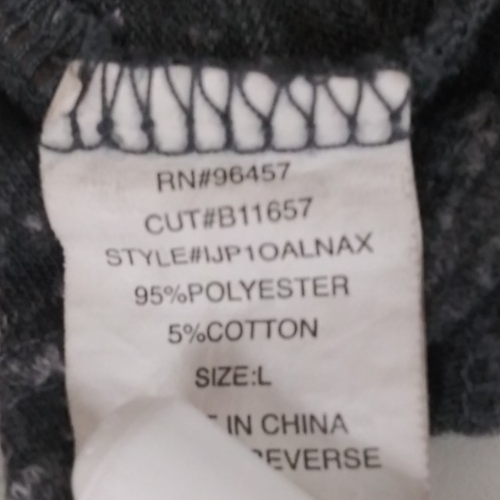 RN#96457
CUT#B11657
STYLE#IJP1OALNAX
95%POLYESTER
5%COTTON
SIZE:L
IN CHINA
REVERSE